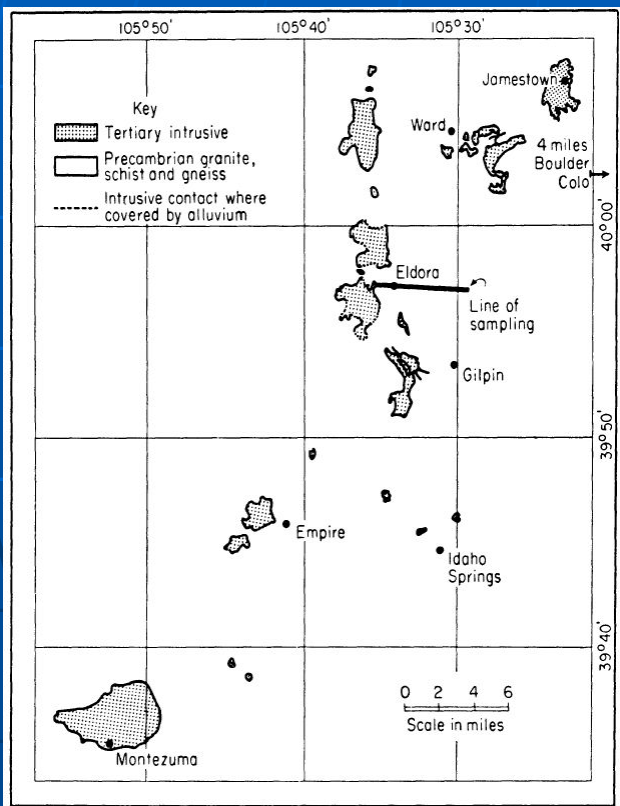 105°50′
105°40′
105°30′
Key
Tertiary intrusive
Precambrian granite,
schist and gneiss
Intrusive contact where
covered by alluvium
Jamestown
Ward
4 miles
Boulder
Colo
40°00′
Eldora
Line of
sampling
Gilpin
39°50′
Empire
Idaho
Springs
39°40′
0 2 4 6
Scale in miles
Montezuma